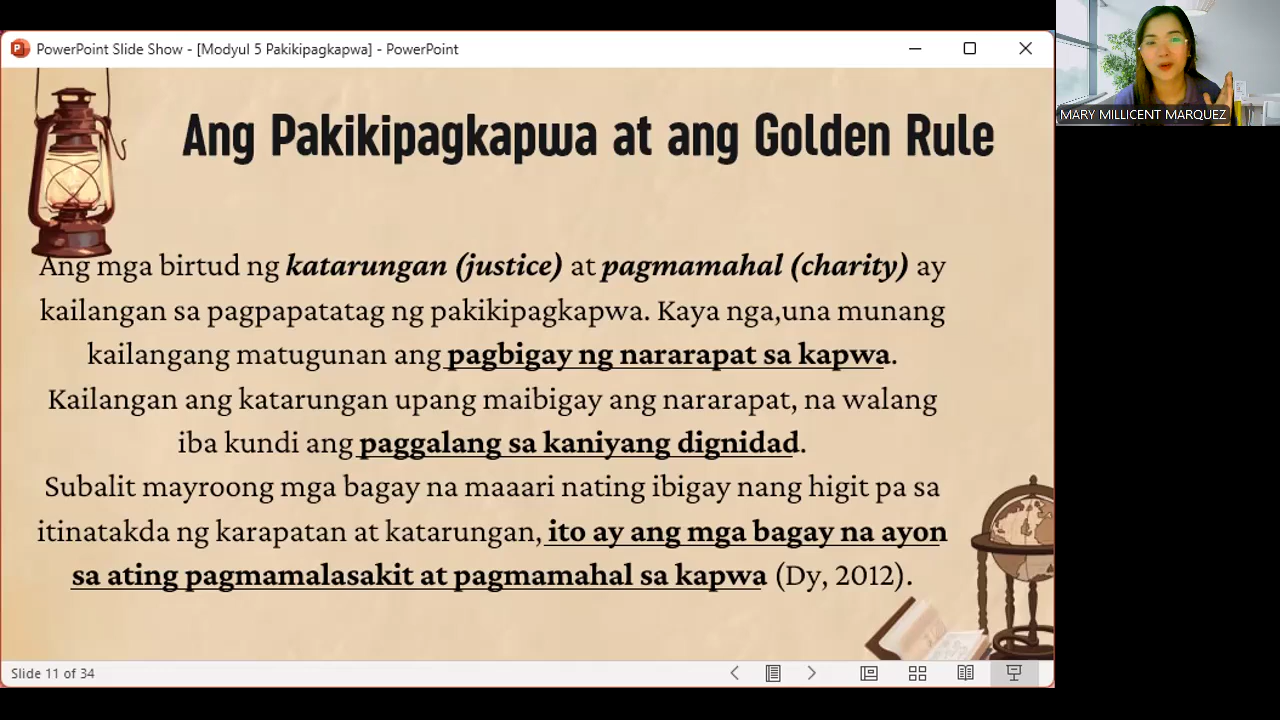 PowerPoint Slide Show - [Modyul 5 Pakikipagkapwa] - PowerPoint
MARY MILLICENT MARQUEZ
Ang Pakikipagkapwa at ang Golden Rule
Ang mga birtud ng katarungan (justice) at pagmamahal (charity) ay
kailangan sa pagpapatatag ng pakikipagkapwa. Kaya nga,una munang
kailangang matugunan ang pagbigay ng nararapat sa kapwa.
Kailangan ang katarungan upang maibigay ang nararapat, na walang
iba kundi ang paggalang sa kaniyang dignidad.
Subalit mayroong mga bagay na maaari nating ibigay nang higit pa sa
itinatakda ng karapatan at katarungan, ito ay ang mga bagay na ayon
sa ating pagmamalasakit at pagmamahal sa kapwa (Dy, 2012).
Slide 11 of 34